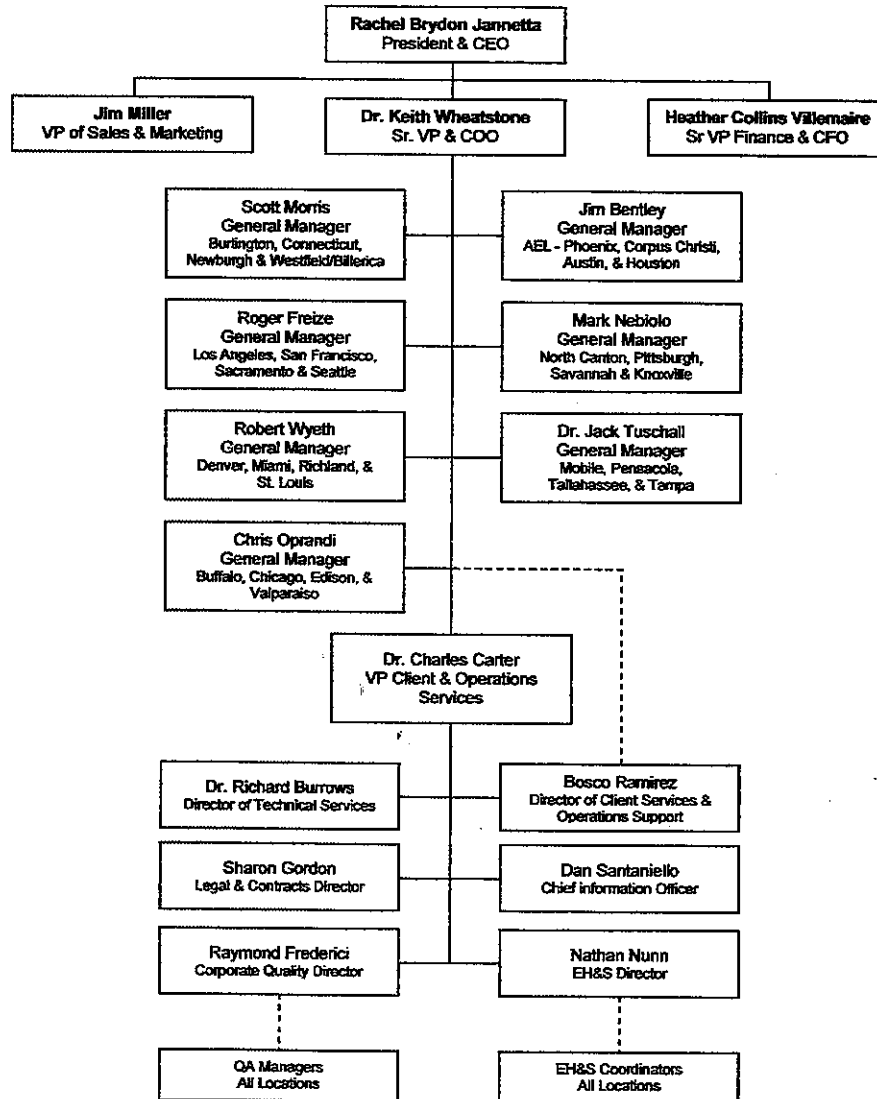 Rachel Brydon Jannetta
President & CEO
Jim Miller
VP of Sales & Marketing
Dr. Keith Wheatstone
Sr. VP & COO
Heather Collins Villemaire
Sr VP Finance & CFO
Scott Morris
General Manager
Burlington, Connecticut,
Newburgh & Westfield/Billerica
Jim Bentley
General Manager
AEL - Phoenix, Corpus Christi,
Austin, & Houston
Roger Freize
General Manager
Los Angeles, San Francisco,
Sacramento & Seattle
Mark Nebiolo
General Manager
North Canton, Pittsburgh,
Savannah & Knoxville
Robert Wyeth
General Manager
Denver, Miami, Richland, &
St. Louis
Dr. Jack Tuschall
General Manager
Mobile, Pensacola,
Tallahassee, & Tampa
Chris Oprandi
General Manager
Buffalo, Chicago, Edison, &
Valparaiso
Dr. Charles Carter
VP Client & Operations
Services
Dr. Richard Burrows
Director of Technical Services
Bosco Ramirez
Director of Client Services &
Operations Support
Sharon Gordon
Legal & Contracts Director
Dan Santaniello
Chief information Officer
Raymond Frederici
Corporate Quality Director
Nathan Nunn
EH&S Director
QA Managers
All Locations
EH&S Coordinators
All Locations